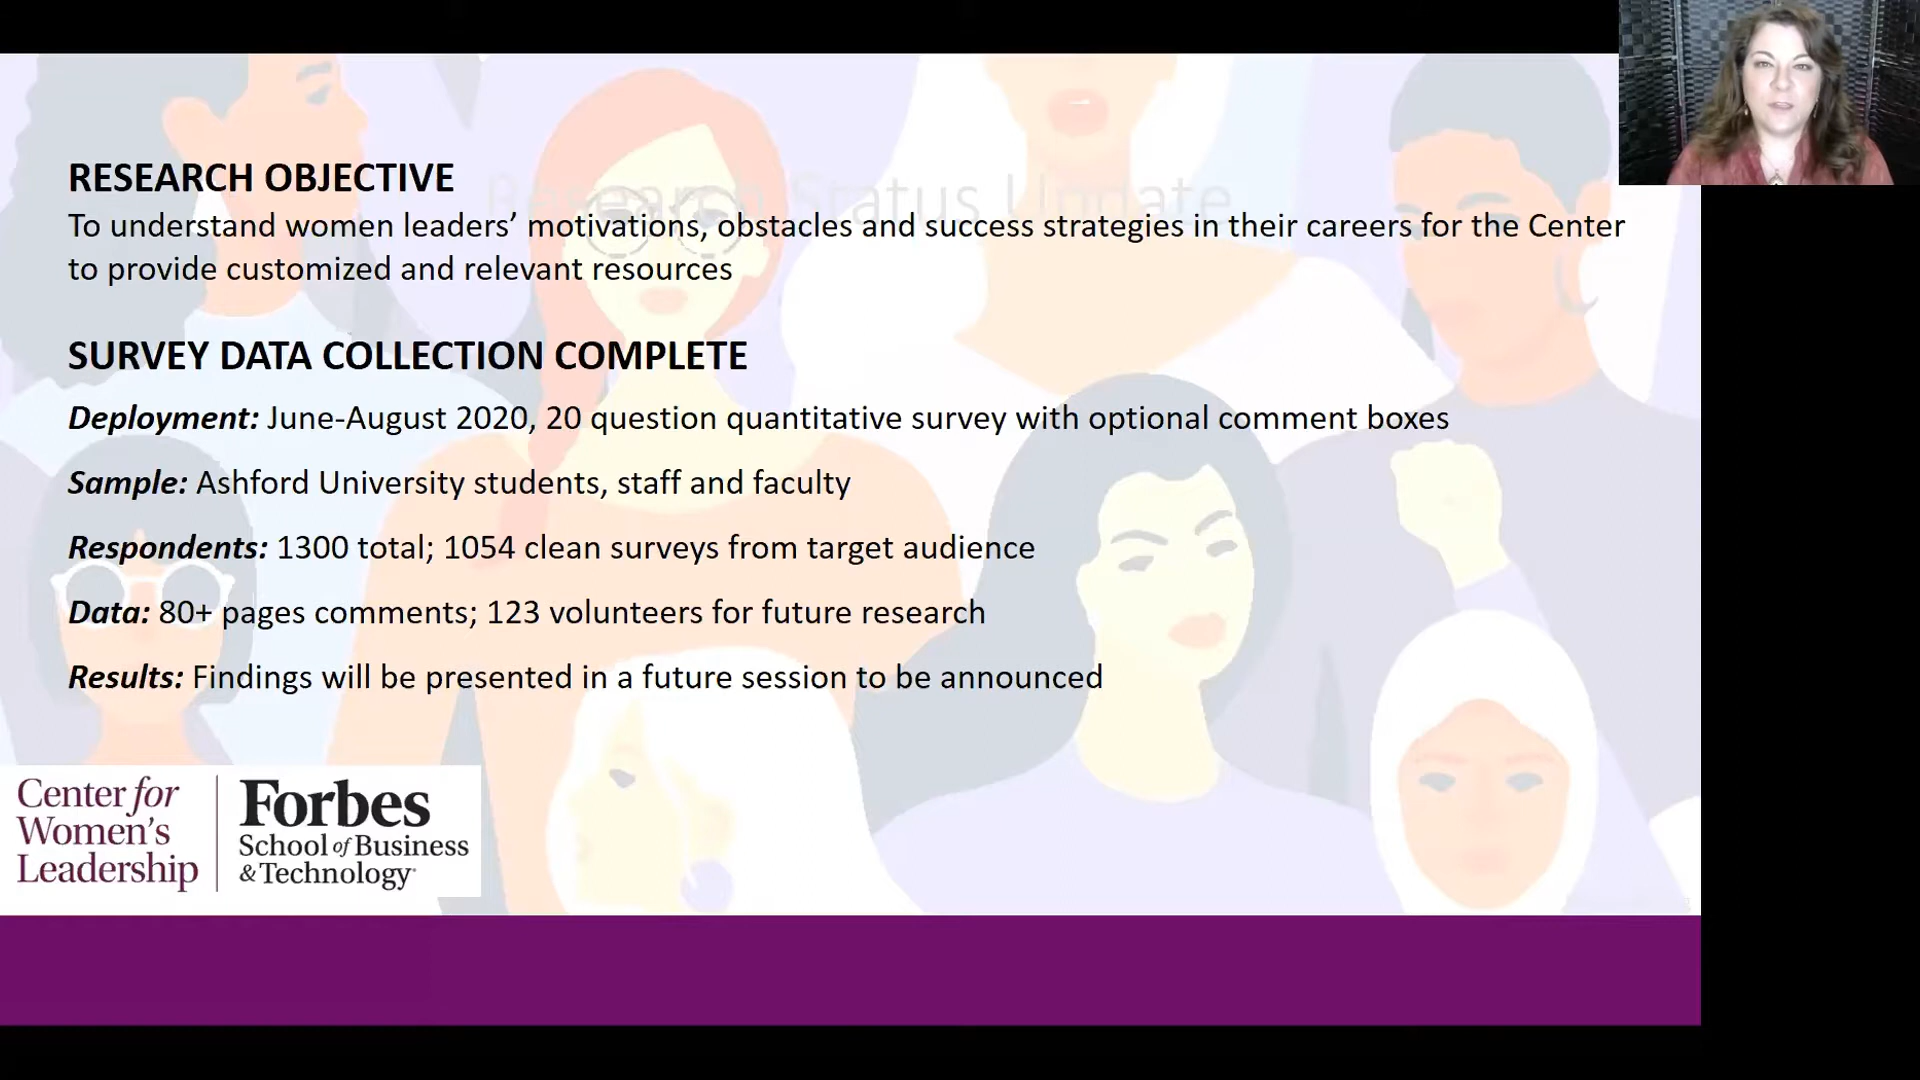 Research Status Update
RESEARCH OBJECTIVE
To understand women leaders’ motivations, obstacles and success strategies in their careers for the Center
to provide customized and relevant resources
SURVEY DATA COLLECTION COMPLETE
Deployment: June-August 2020, 20 question quantitative survey with optional comment boxes
Sample: Ashford University students, staff and faculty
Respondents: 1300 total; 1054 clean surveys from target audience
Data: 80+ pages comments; 123 volunteers for future research
Results: Findings will be presented in a future session to be announced
Center for
Women's
Leadership
Forbes
School of Business
& Technology